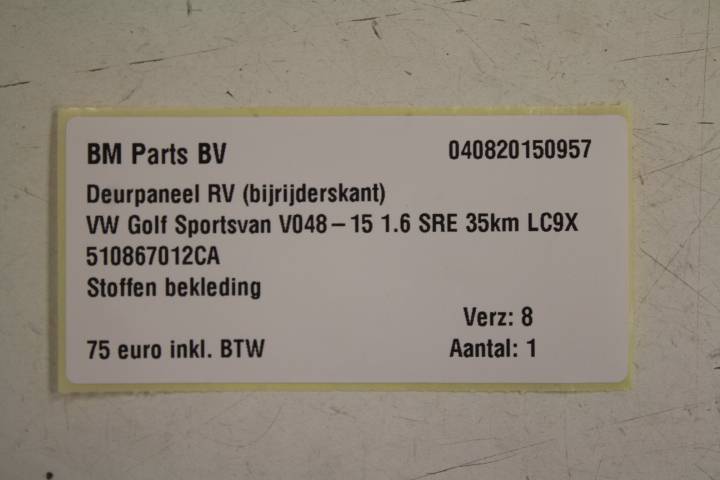 BM Parts BV 040820150957
Deurpaneel RV (bijrijderskant)
VW Golf Sportsvan V048-15 1.6 SRE 35km LC9X
510867012CA
Stoffen bekleding
Verz: 8
75 euro inkl. BTW Aantal: 1